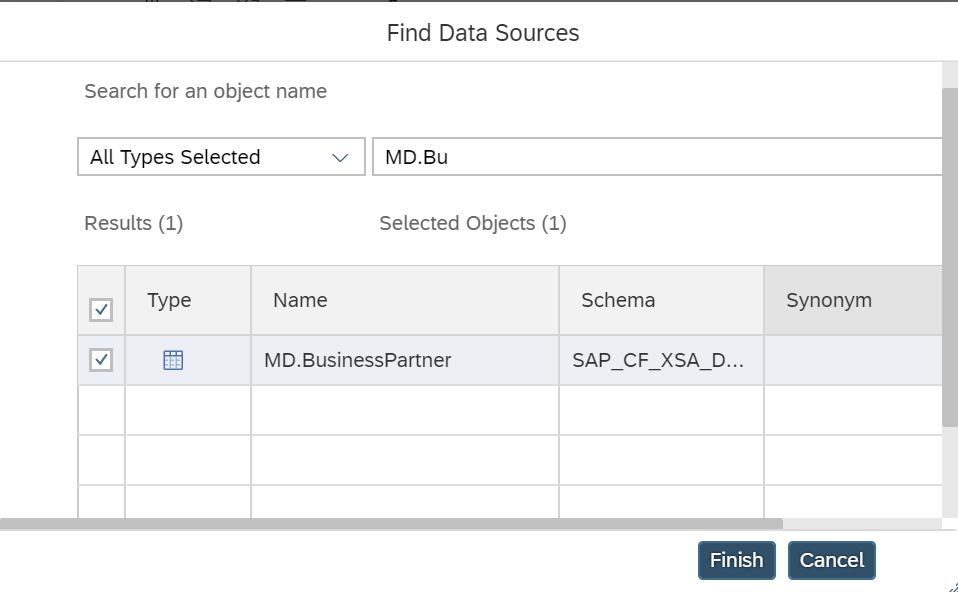 Find Data Sources
Search for an object name
All Types Selected MD.Bu
Results (1) Selected Objects (1)
Type Name Schema Synonym
MD.BusinessPartner SAP_CF_XSA_D...
Finish Cancel